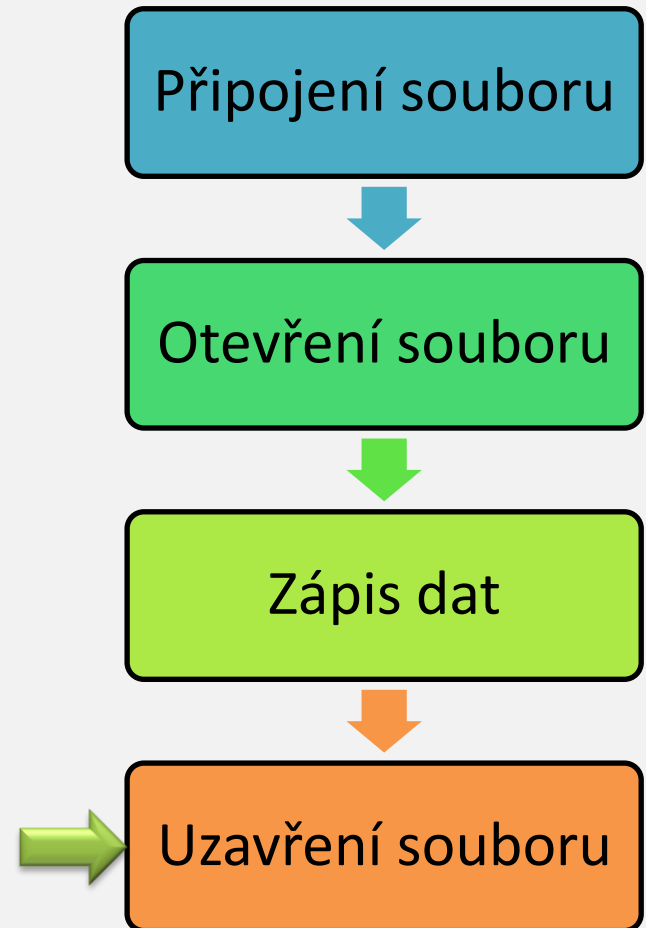 Připojení souboru
Otevření souboru
Zápis dat
Uzavření souboru